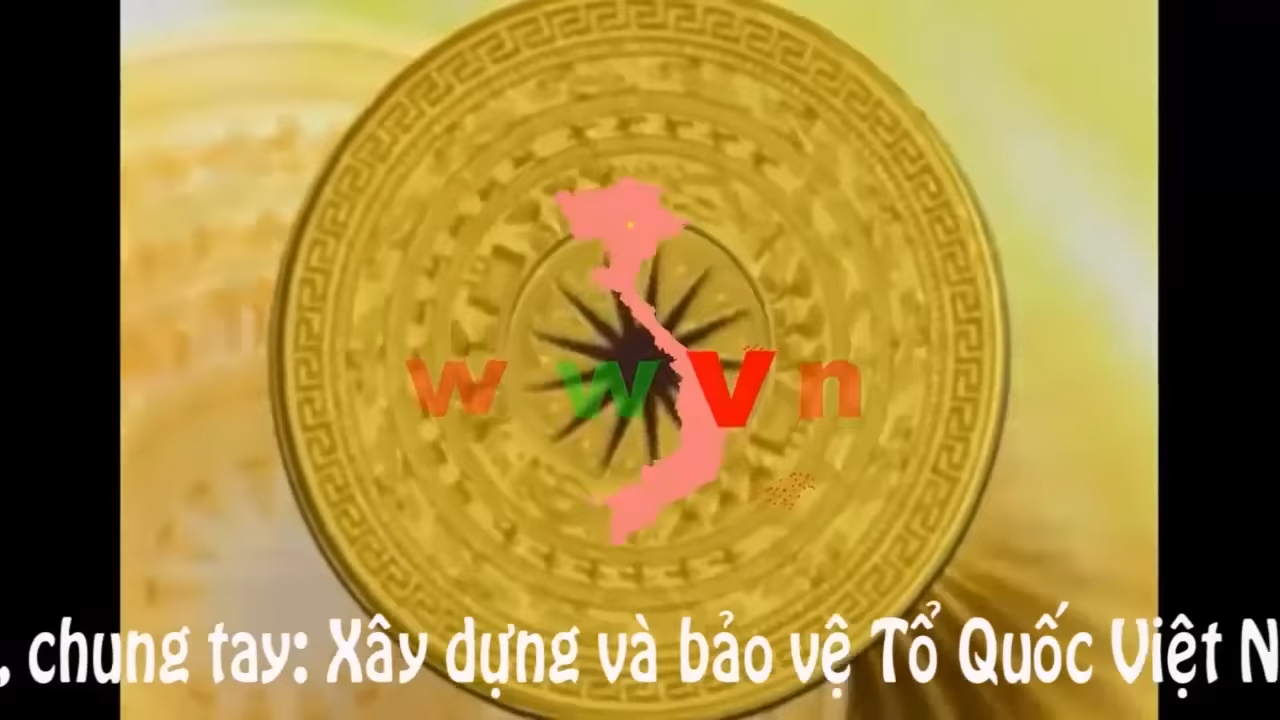 w w v n
, chung tay: Xây dựng và bảo vệ Tổ Quốc Việt N